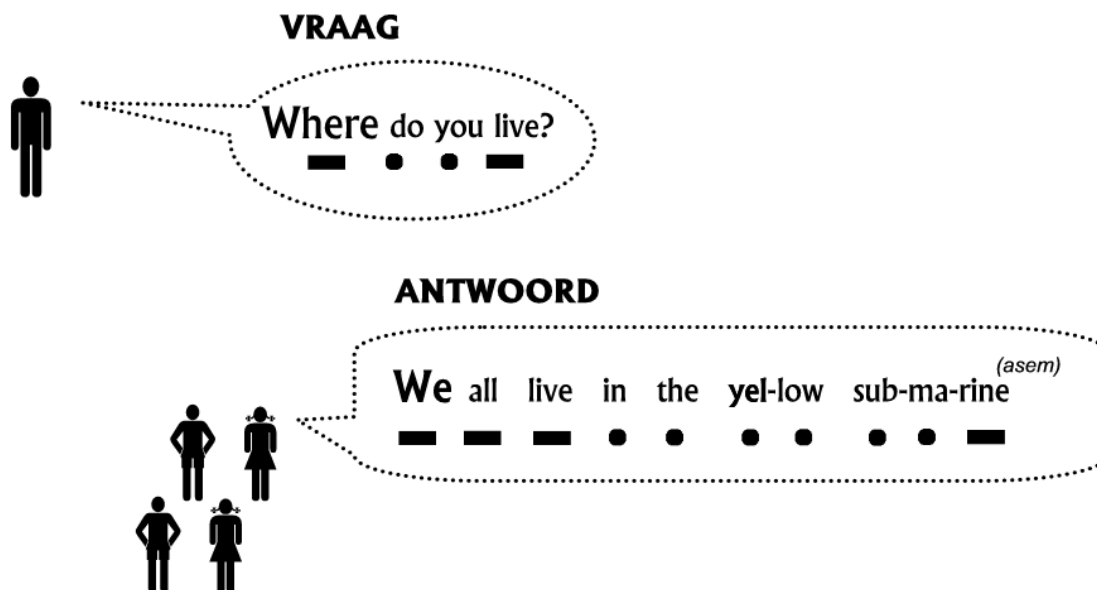 VRAAG
Where do you live?
ANTWOORD
(asem)
We all live in the yel-low sub-ma-rine